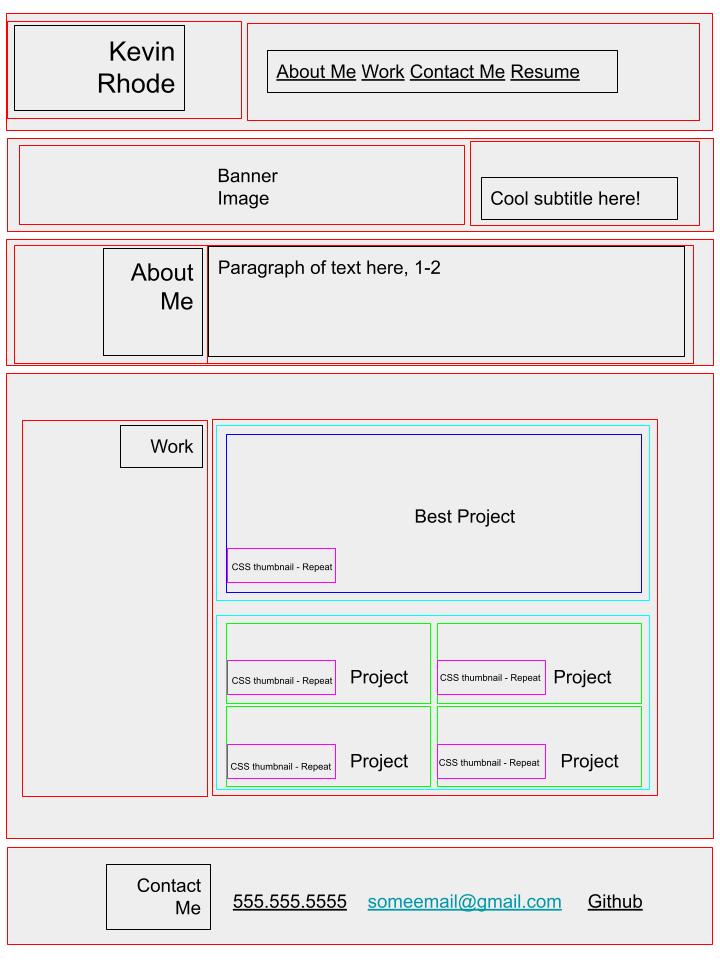 Kevin
Rhode
About Me Work Contact Me Resume
Banner
Image
Cool subtitle here!
About
Me
Paragraph of text here, 1-2
Work
Best Project
CSS thumbnail - Repeat
CSS thumbnail - Repeat
Project
CSS thumbnail - Repeat
Project
CSS thumbnail - Repeat
Project
CSS thumbnail - Repeat
Project
Contact
Me
555.555.5555
someemail@gmail.com
Github